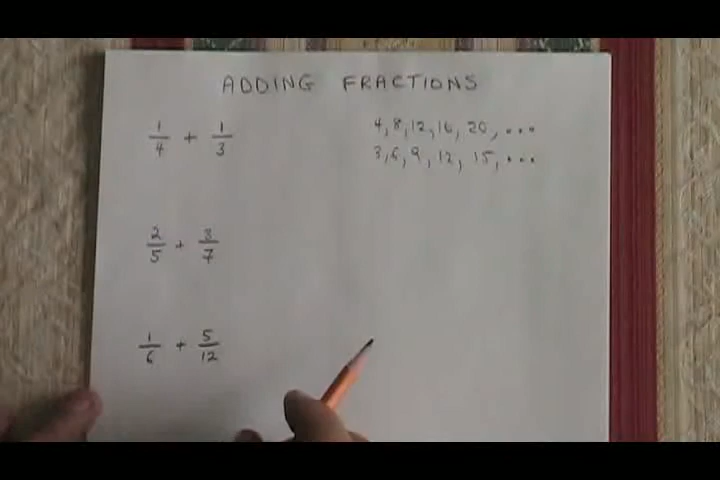 ADDING FRACTIONS
1/4 + 1/3
4, 8, 12, 16, 20, ...
3, 6, 9, 12, 15, ...
2/5 + 3/7
1/6 + 5/12